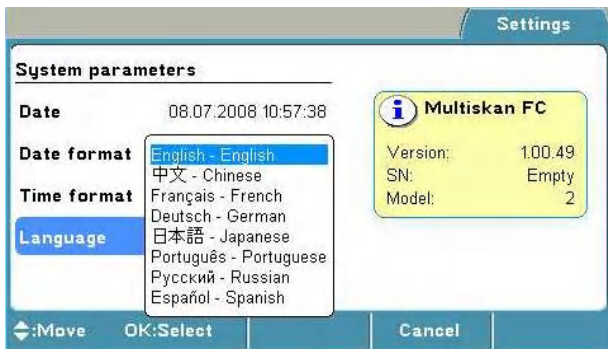 Settings
System parameters
Date 08.07.2008 10:57:38
Date format
Time format
Language
English - English
中文 - Chinese
Français - French
Deutsch - German
日本語 - Japanese
Português - Portuguese
Русский - Russian
Español - Spanish
Multiskan FC
Version: 1.00.49
SN: Empty
Model: 2
:Move OK:Select Cancel